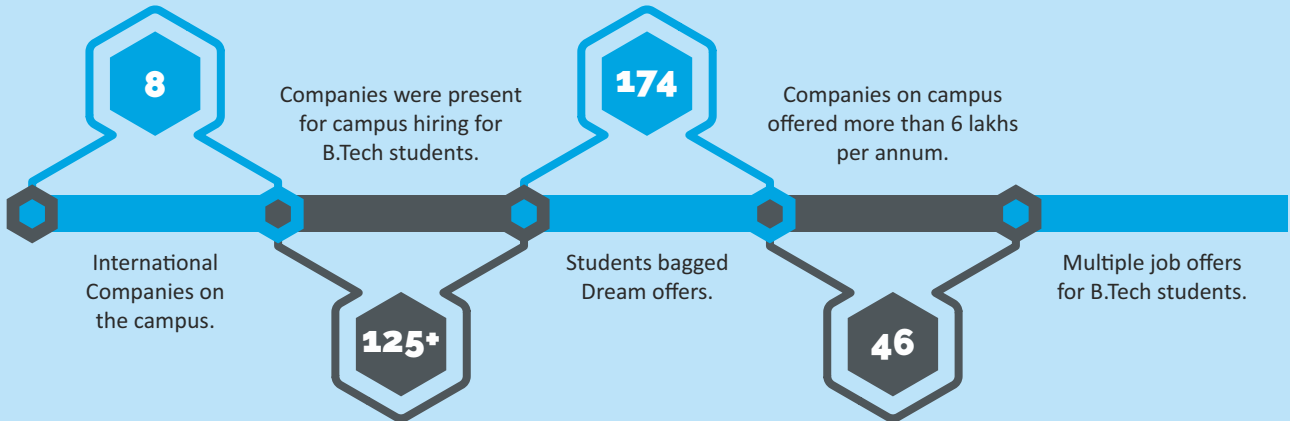 8
International
Companies on
the campus.
Companies were present
for campus hiring for
B.Tech students.
125+
174
Students bagged
Dream offers.
Companies on campus
offered more than 6 lakhs
per annum.
46
Multiple job offers
for B.Tech students.